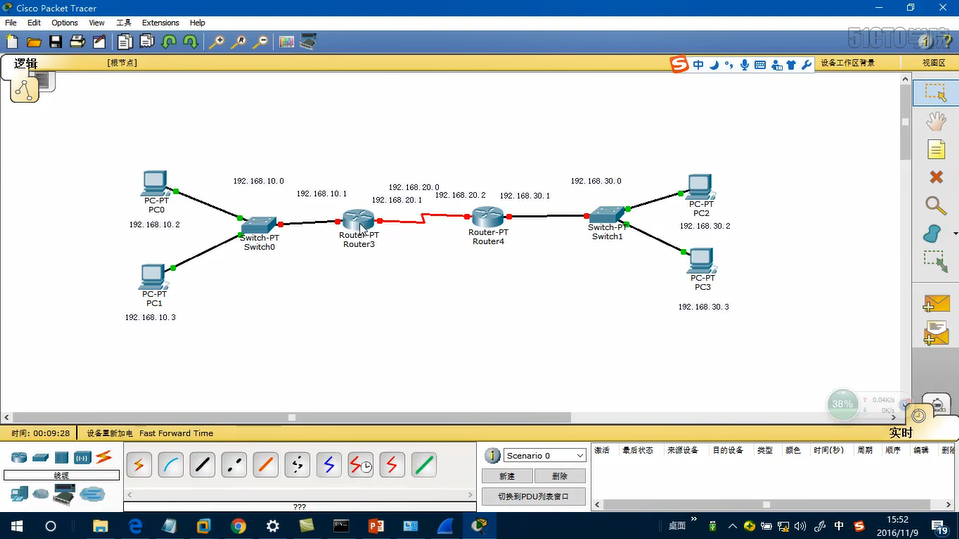 Cisco Packet Tracer
File Edit Options View 工具 Extensions Help
逻辑
[根节点]
中
设备工作区背景
视图区
192.168.10.0
192.168.10.1
192.168.20.0
192.168.20.1
192.168.20.2
192.168.30.1
192.168.30.0
PC-PT
PC0
192.168.10.2
Switch-PT
Switch0
Router-PT
Router3
Router-PT
Router4
Switch-PT
Switch1
PC-PT
PC2
192.168.30.2
PC-PT
PC1
192.168.10.3
PC-PT
PC3
192.168.30.3
38%
0.04K/s
0K/s
时间: 00:09:28 设备重新加电 Fast Forward Time
实时
线缆
???
Scenario 0
新建
删除
切换到PDU列表窗口
激活 最后状态 来源设备 目的设备 类型 颜色 时间(秒) 周期 顺序 编辑 删除
桌面
中
15:52
2016/11/9
19